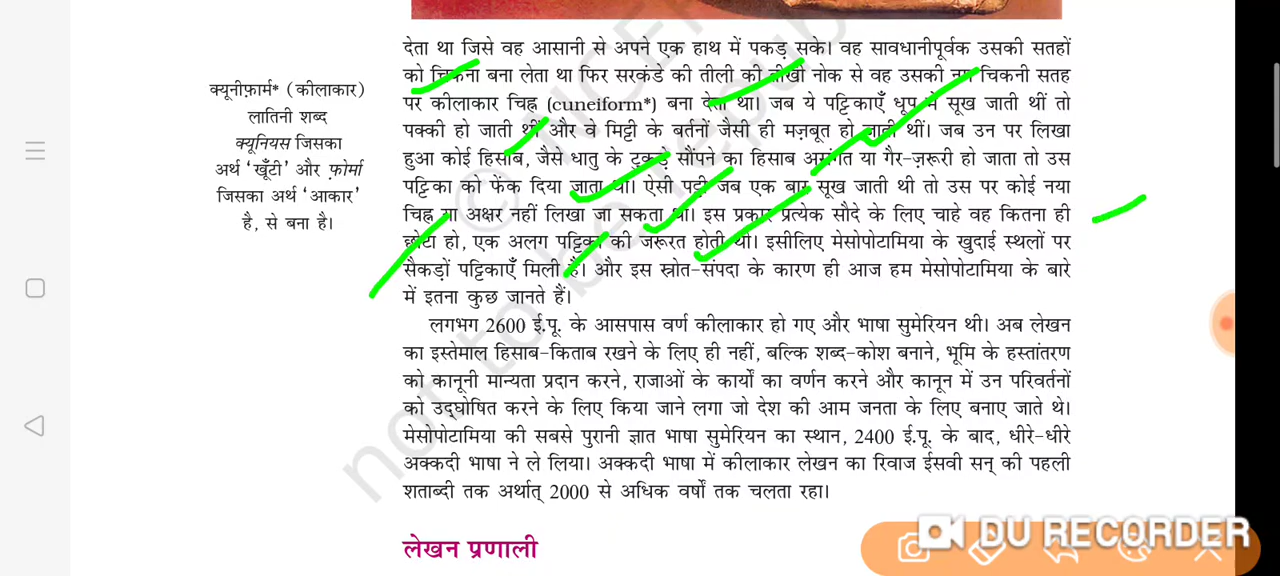 देता था जिसे वह आसानी से अपने एक हाथ में पकड़ सके। वह सावधानीपूर्वक उसकी सतहों
को चिकना बना लेता था फिर सरकंडे की तीली की तीखी नोक से वह उसकी नम चिकनी सतह
पर कीलाकार चिह्न (cuneiform*) बना देता था। जब ये पट्टिकाएँ धूप में सूख जाती थीं तो
पक्की हो जाती थीं और वे मिट्टी के बर्तनों जैसी ही मज़बूत हो जाती थीं। जब उन पर लिखा
हुआ कोई हिसाब, जैसे धातु के टुकड़े सौंपने का हिसाब असंगत या गैर-ज़रूरी हो जाता तो उस
पट्टिका को फेंक दिया जाता था। ऐसी पट्टी जब एक बार सूख जाती थी तो उस पर कोई नया
चिह्न या अक्षर नहीं लिखा जा सकता था। इस प्रकार प्रत्येक सौदे के लिए चाहे वह कितना ही
छोटा हो, एक अलग पट्टिका की जरूरत होती थी। इसीलिए मेसोपोटामिया के खुदाई स्थलों पर
सैकड़ों पट्टिकाएँ मिली हैं। और इस स्रोत-संपदा के कारण ही आज हम मेसोपोटामिया के बारे
में इतना कुछ जानते हैं।
क्यूनीफ़ार्म* (कीलाकार)
लातिनी शब्द
क्यूनियस जिसका
अर्थ ‘खूँटी’ और फ़ोर्मा
जिसका अर्थ ‘आकार’
है, से बना है।
लगभग 2600 ई.पू. के आसपास वर्ण कीलाकार हो गए और भाषा सुमेरियन थी। अब लेखन
का इस्तेमाल हिसाब-किताब रखने के लिए ही नहीं, बल्कि शब्द-कोश बनाने, भूमि के हस्तांतरण
को कानूनी मान्यता प्रदान करने, राजाओं के कार्यों का वर्णन करने और कानून में उन परिवर्तनों
को उद्घोषित करने के लिए किया जाने लगा जो देश की आम जनता के लिए बनाए जाते थे।
मेसोपोटामिया की सबसे पुरानी ज्ञात भाषा सुमेरियन का स्थान, 2400 ई.पू. के बाद, धीरे-धीरे
अक्कदी भाषा ने ले लिया। अक्कदी भाषा में कीलाकार लेखन का रिवाज ईसवी सन् की पहली
शताब्दी तक अर्थात् 2000 से अधिक वर्षों तक चलता रहा।
लेखन प्रणाली
DU RECORDER